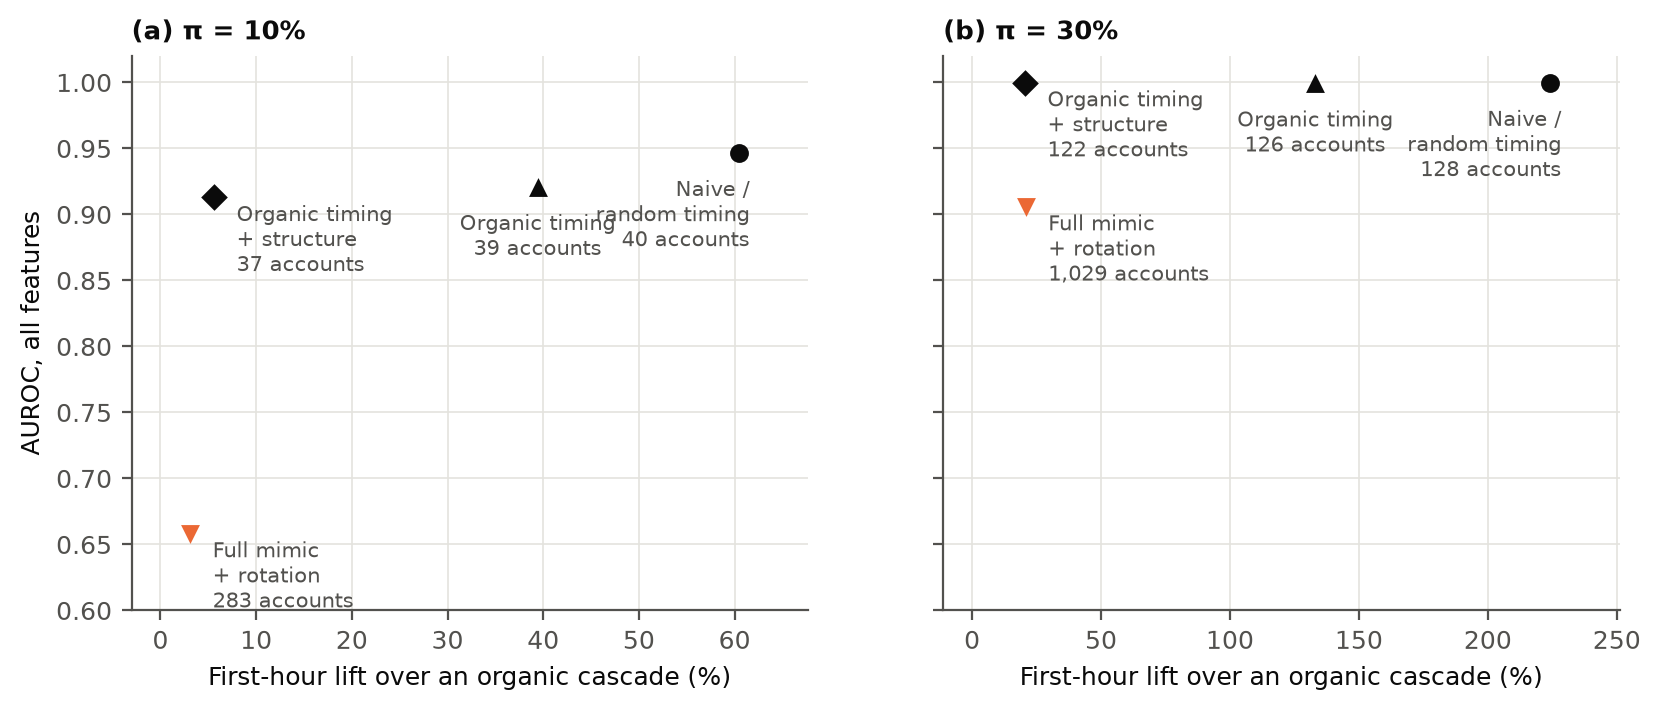 (a) π = 10%
AUROC, all features
1.00
0.95
0.90
0.85
0.80
0.75
0.70
0.65
0.60
Organic timing
+ structure
37 accounts
Organic timing
39 accounts
Naive /
random timing
40 accounts
Full mimic
+ rotation
283 accounts
0 10 20 30 40 50 60
First-hour lift over an organic cascade (%)
(b) π = 30%
Organic timing
+ structure
122 accounts
Organic timing
126 accounts
Naive /
random timing
128 accounts
Full mimic
+ rotation
1,029 accounts
0 50 100 150 200 250
First-hour lift over an organic cascade (%)